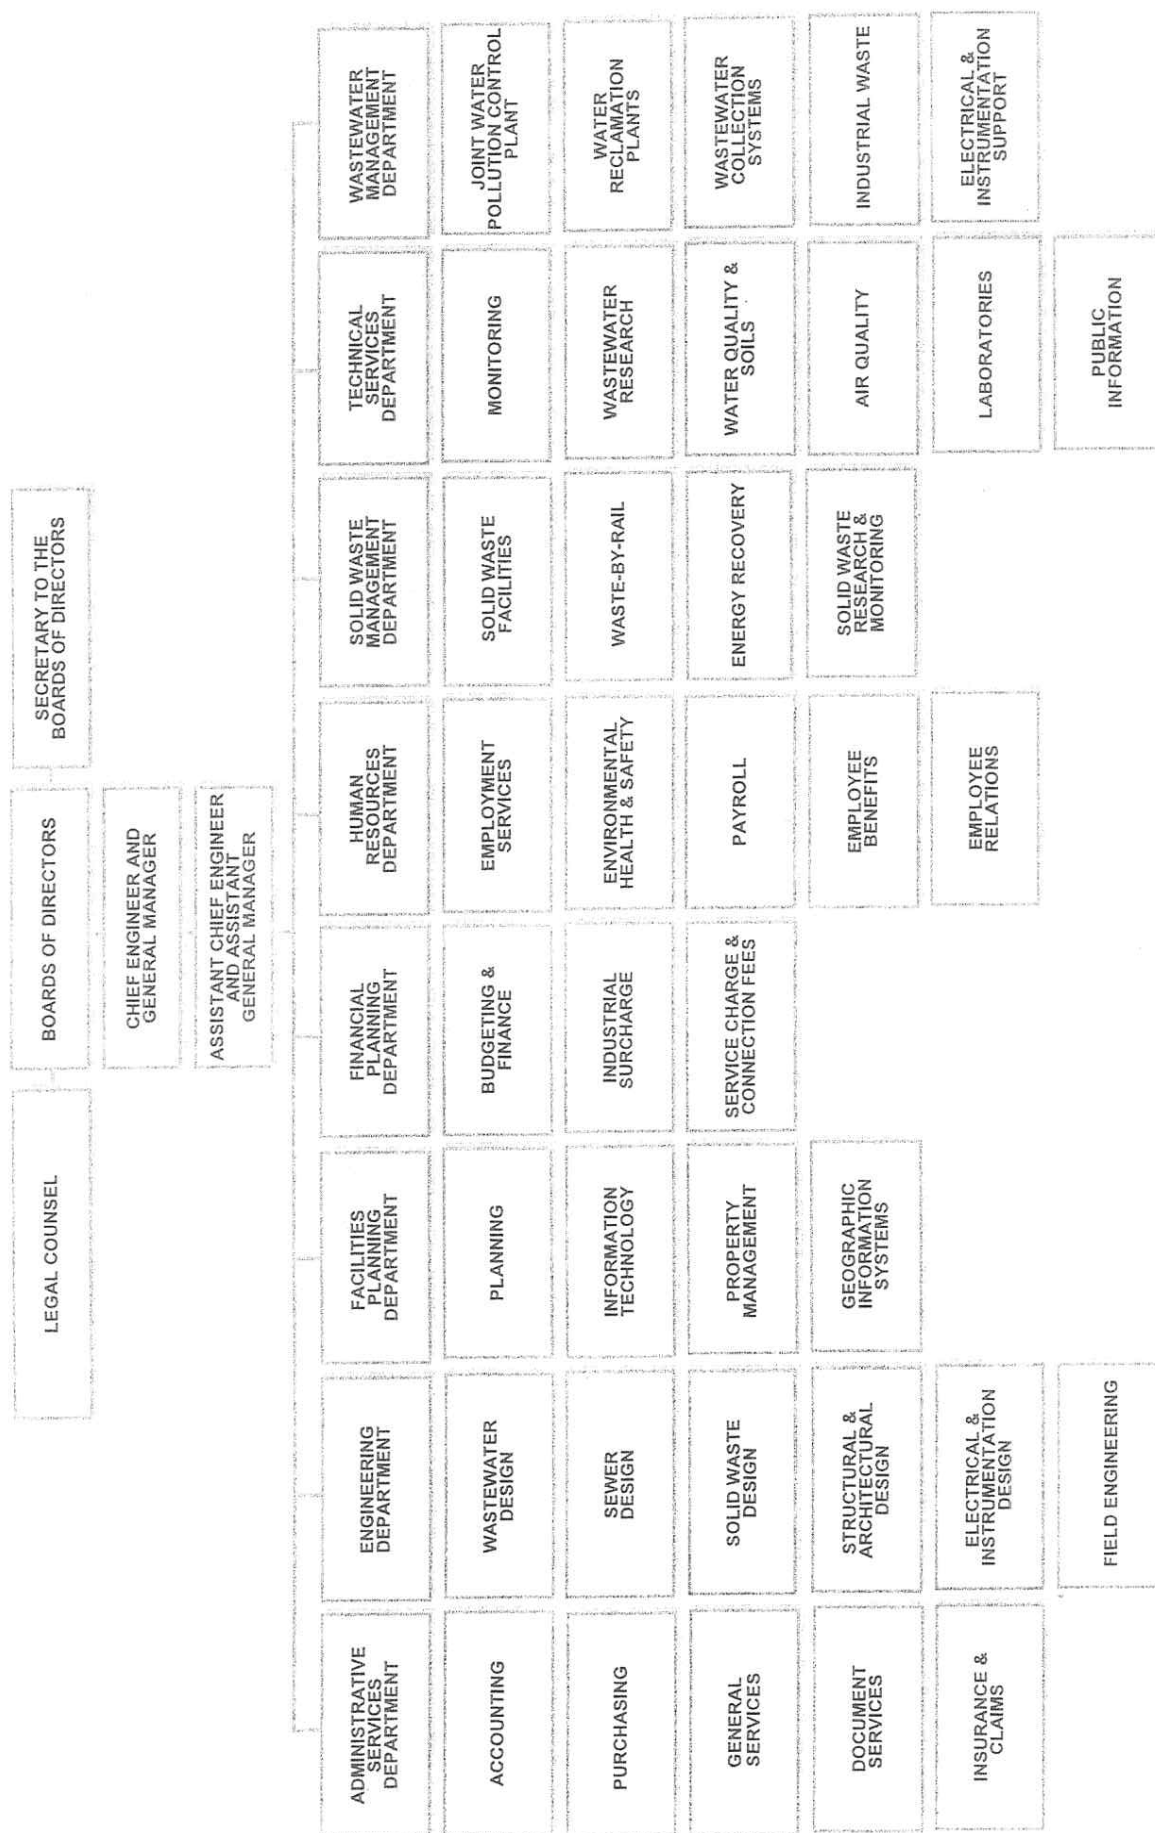 LEGAL COUNSEL
BOARDS OF DIRECTORS
SECRETARY TO THE
BOARDS OF DIRECTORS
CHIEF ENGINEER AND
GENERAL MANAGER
ASSISTANT CHIEF ENGINEER
AND ASSISTANT
GENERAL MANAGER
ADMINISTRATIVE
SERVICES
DEPARTMENT
ACCOUNTING
PURCHASING
GENERAL
SERVICES
DOCUMENT
SERVICES
INSURANCE &
CLAIMS
ENGINEERING
DEPARTMENT
WASTEWATER
DESIGN
SEWER
DESIGN
SOLID WASTE
DESIGN
STRUCTURAL &
ARCHITECTURAL
DESIGN
ELECTRICAL &
INSTRUMENTATION
DESIGN
FIELD ENGINEERING
FACILITIES
PLANNING
DEPARTMENT
PLANNING
INFORMATION
TECHNOLOGY
PROPERTY
MANAGEMENT
GEOGRAPHIC
INFORMATION
SYSTEMS
FINANCIAL
PLANNING
DEPARTMENT
BUDGETING &
FINANCE
INDUSTRIAL
SURCHARGE
SERVICE CHARGE &
CONNECTION FEES
HUMAN
RESOURCES
DEPARTMENT
EMPLOYMENT
SERVICES
ENVIRONMENTAL
HEALTH & SAFETY
PAYROLL
EMPLOYEE
BENEFITS
EMPLOYEE
RELATIONS
SOLID WASTE
MANAGEMENT
DEPARTMENT
SOLID WASTE
FACILITIES
WASTE-BY-RAIL
ENERGY RECOVERY
SOLID WASTE
RESEARCH &
MONITORING
TECHNICAL
SERVICES
DEPARTMENT
MONITORING
WASTEWATER
RESEARCH
WATER QUALITY &
SOILS
AIR QUALITY
LABORATORIES
PUBLIC
INFORMATION
WASTEWATER
MANAGEMENT
DEPARTMENT
JOINT WATER
POLLUTION CONTROL
PLANT
WATER
RECLAMATION
PLANTS
WASTEWATER
COLLECTION
SYSTEMS
INDUSTRIAL WASTE
ELECTRICAL &
INSTRUMENTATION
SUPPORT